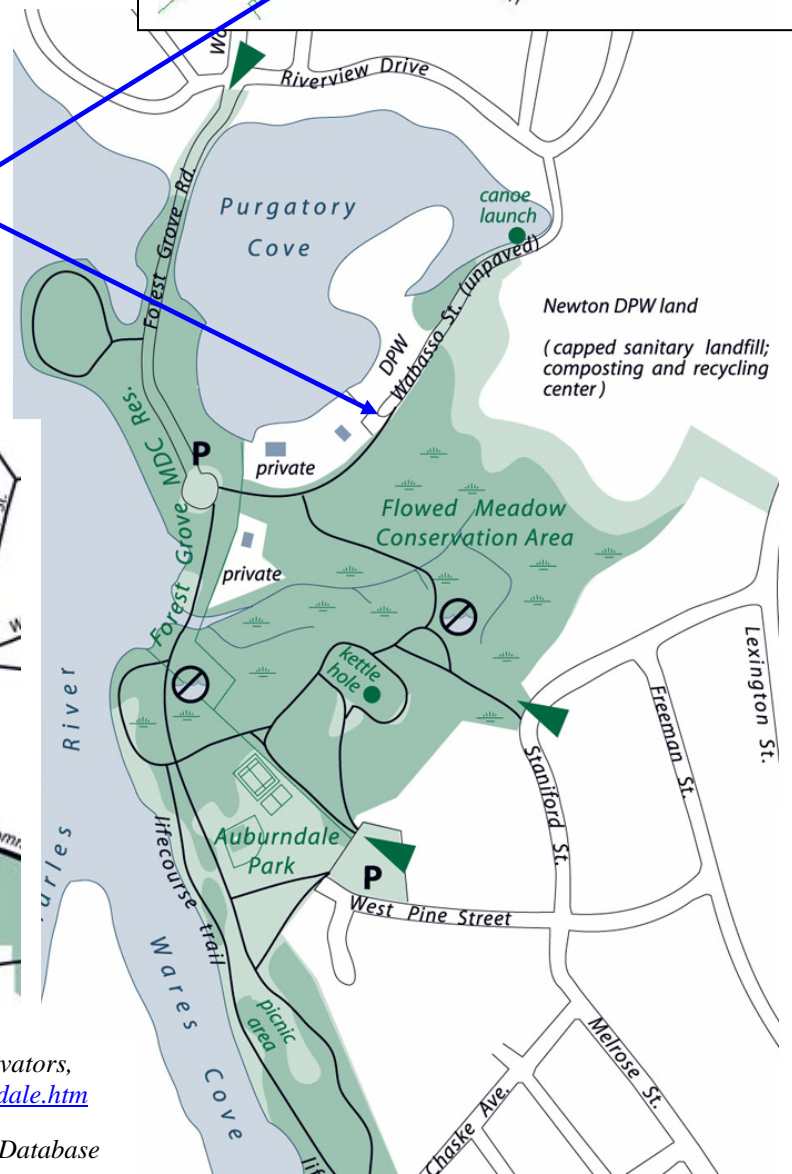 Riverview Drive
Forest Grove Rd.
Purgatory
Cove
canoe
launch
Wabasso St. (unpaved)
DPW
Newton DPW land
(capped sanitary landfill;
composting and recycling
center)
P
private
Forest Grove MDC Res.
Flowed Meadow
Conservation Area
private
kettle
hole
River
Lexington St.
Freeman St.
Staniford St.
lifecourse trail
Auburndale
Park
P
West Pine Street
Wares Cove
picnic
area
Melrose St.
Chaske Ave.
Database